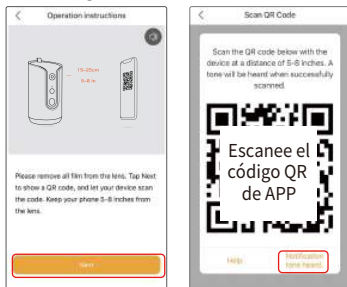 Operation instructions
15-20cm
5-8 in
Please remove all film from the lens. Tap Next
to show a QR code, and let your device scan
the code. Keep your phone 5-8 inches from
the lens.
Next
Scan QR Code
Scan the QR code below with the
device at a distance of 5-8 inches. A
tone will be heard when successfully
scanned.
Escanee el
código QR
de APP
Help
Notification
tone heard.